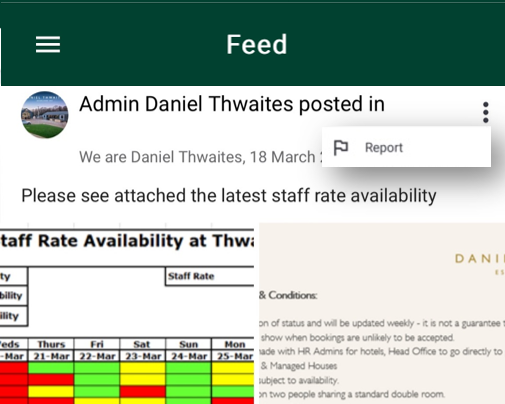 Feed
Admin Daniel Thwaites posted in
We are Daniel Thwaites, 18 March
Report
Please see attached the latest staff rate availability
taff Rate Availability at Thwa
ty
Staff Rate
bility
ility
eds Thurs Fri Sat Sun Mon
-Mar 21-Mar 22-Mar 23-Mar 24-Mar 25-Mar
DANI
ES
& Conditions:
on of status and will be updated weekly - it is not a guarantee t
show when bookings are unlikely to be accepted.
ade with HR Admins for hotels, Head Office to go directly to
& Managed Houses
subject to availability.
on two people sharing a standard double room.